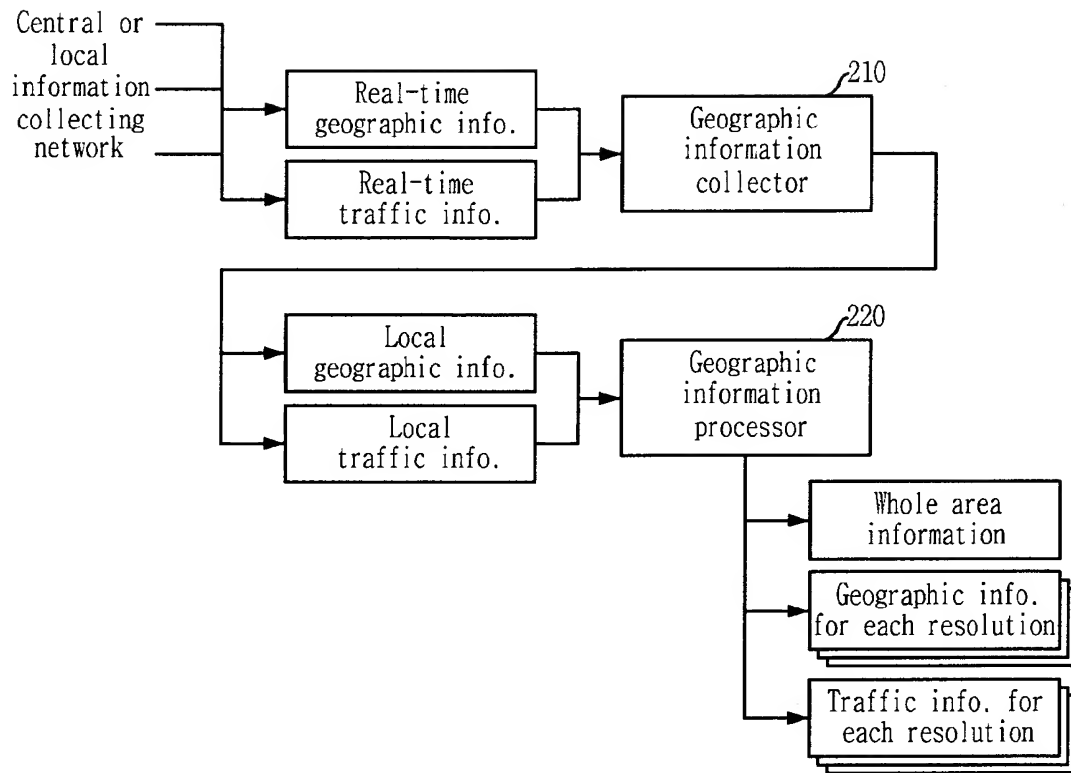 Central or
local
information
collecting
network
Real-time
geographic info.
Real-time
traffic info.
210
Geographic
information
collector
Local
geographic info.
Local
traffic info.
220
Geographic
information
processor
Whole area
information
Geographic info.
for each resolution
Traffic info. for
each resolution